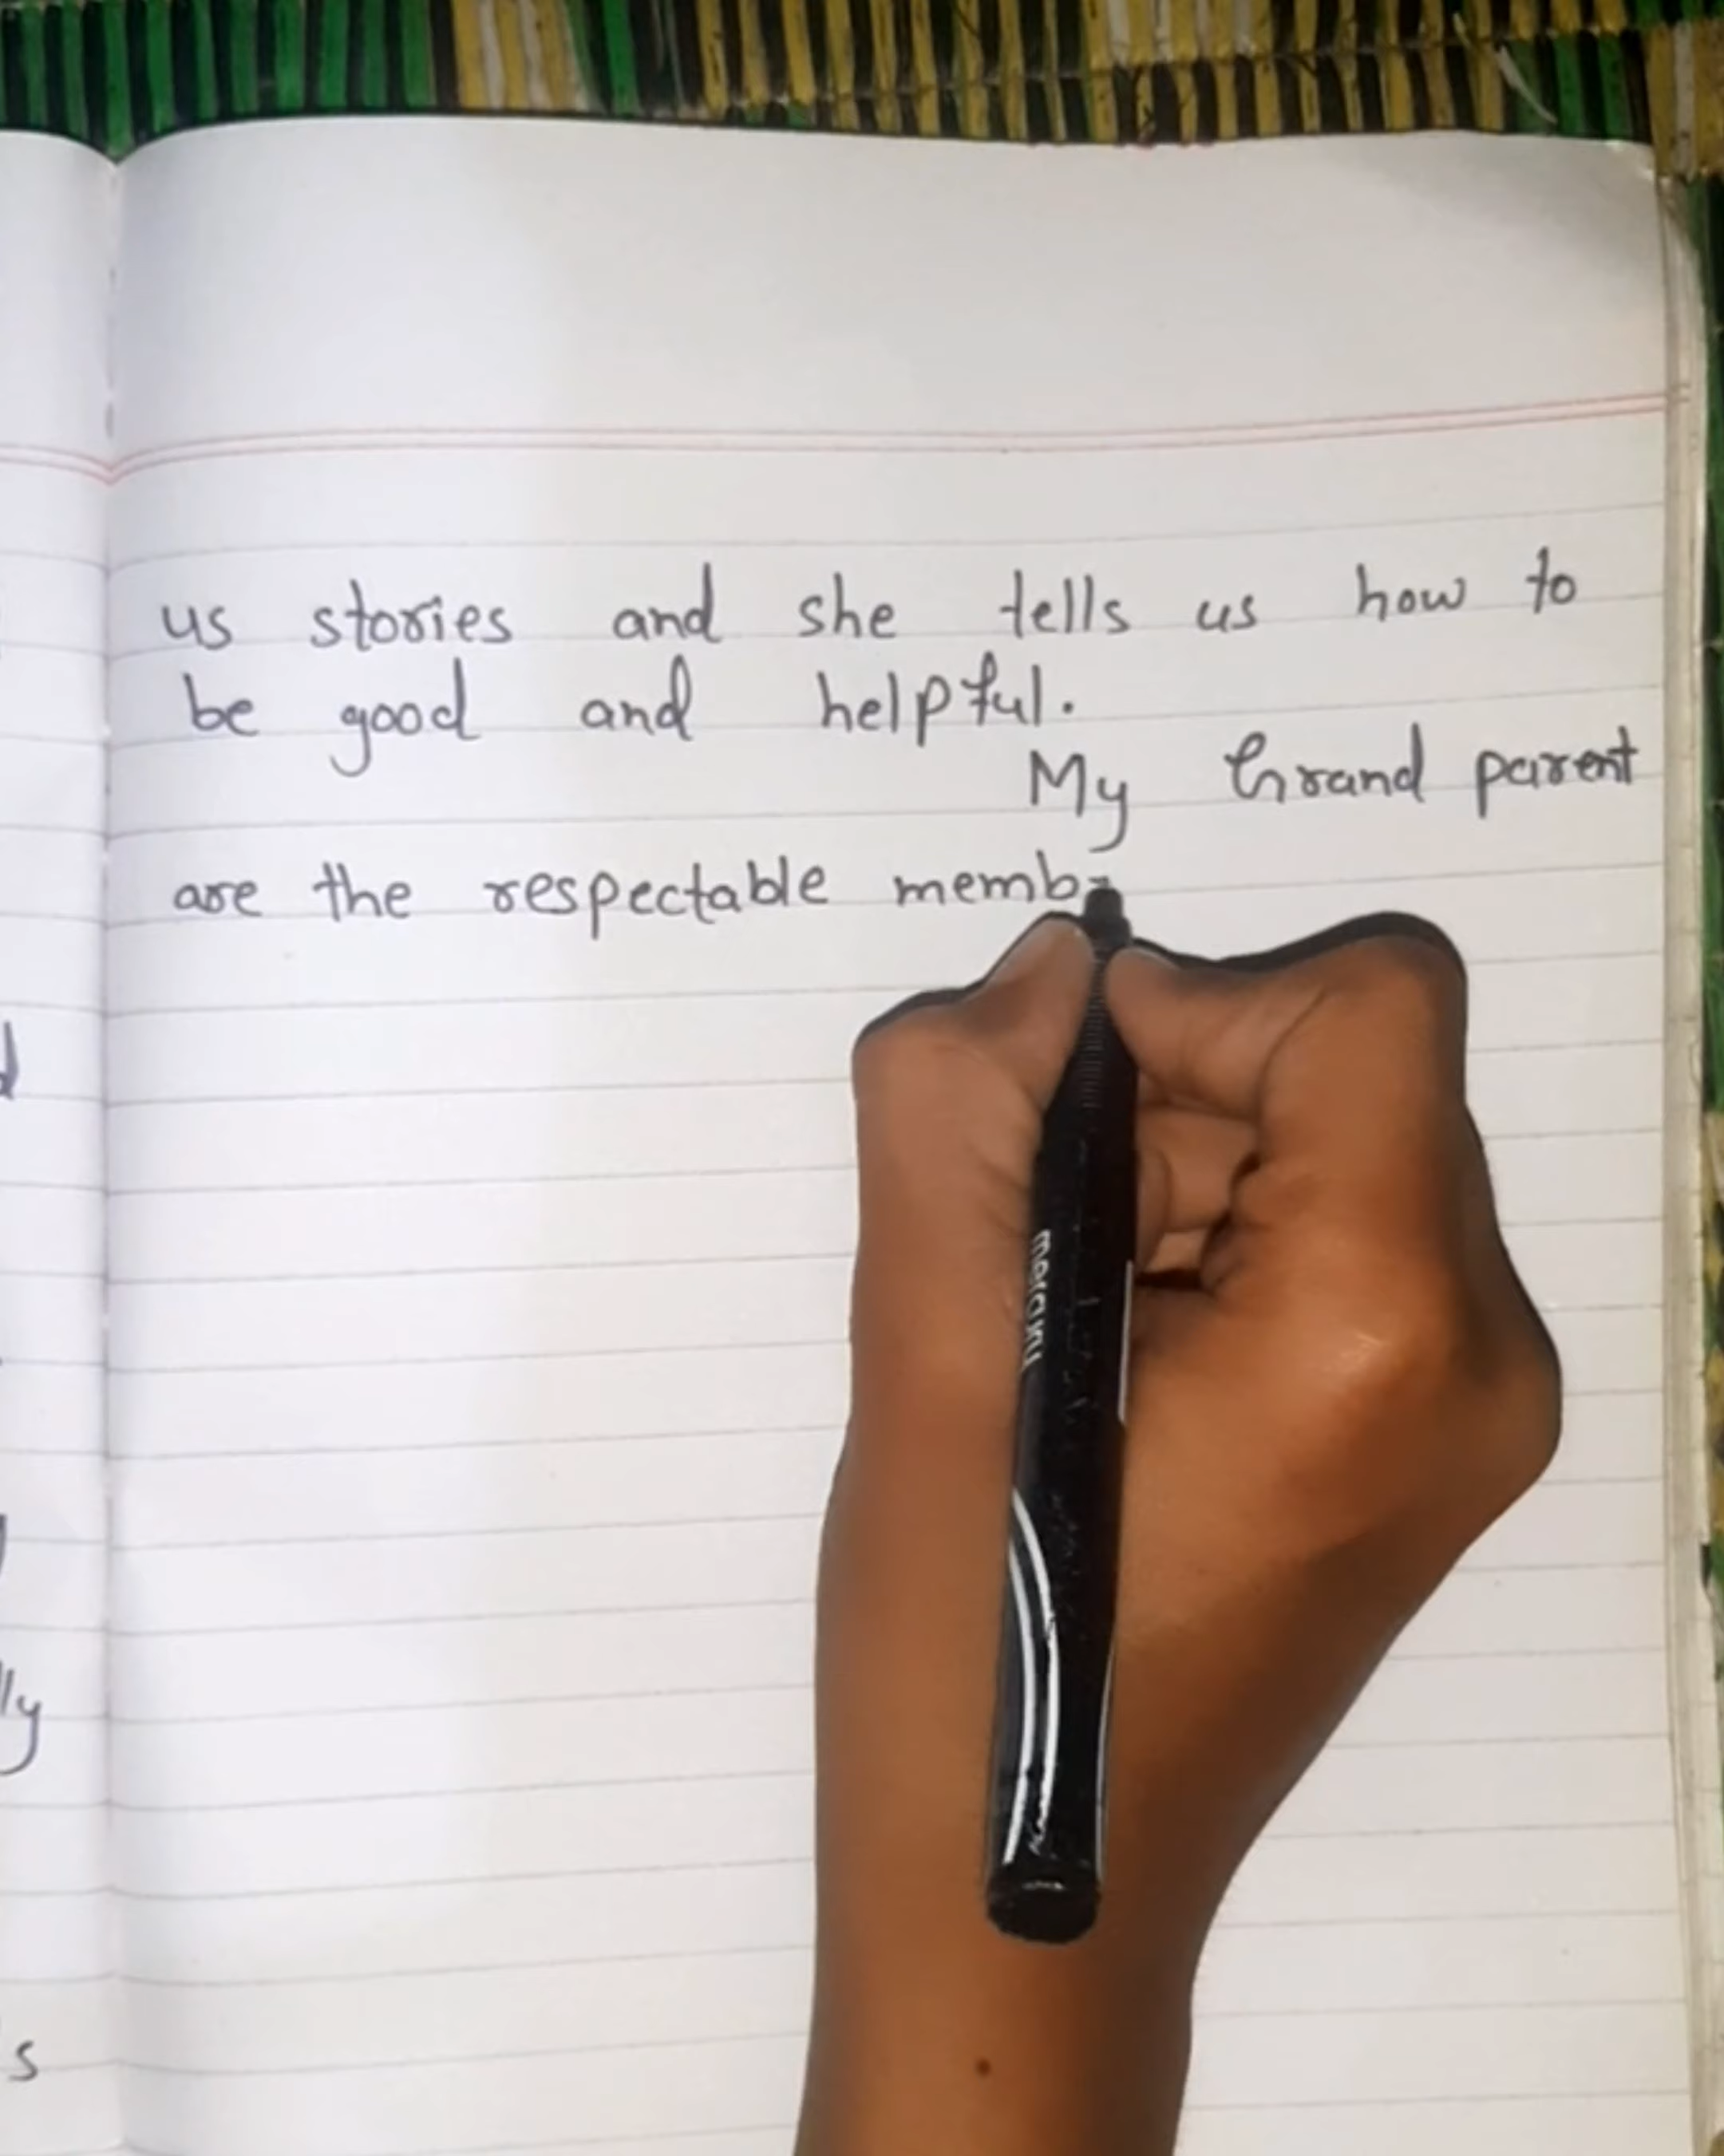 us stories and she tells us how to
be good and helpful.
My Grand parent
are the respectable memb
d
lly
s